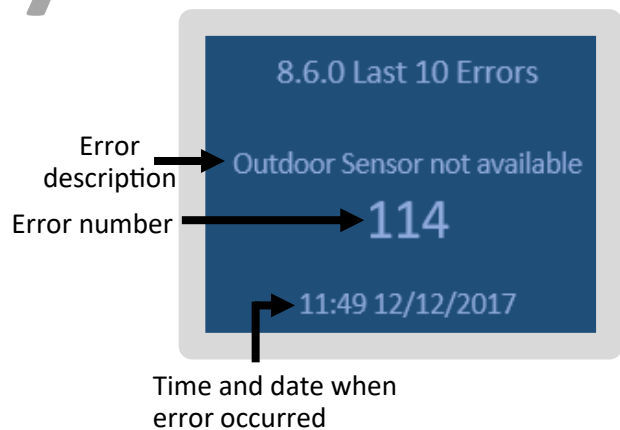 8.6.0 Last 10 Errors
Error
description
Outdoor Sensor not available
Error number
114
11:49 12/12/2017
Time and date when
error occurred